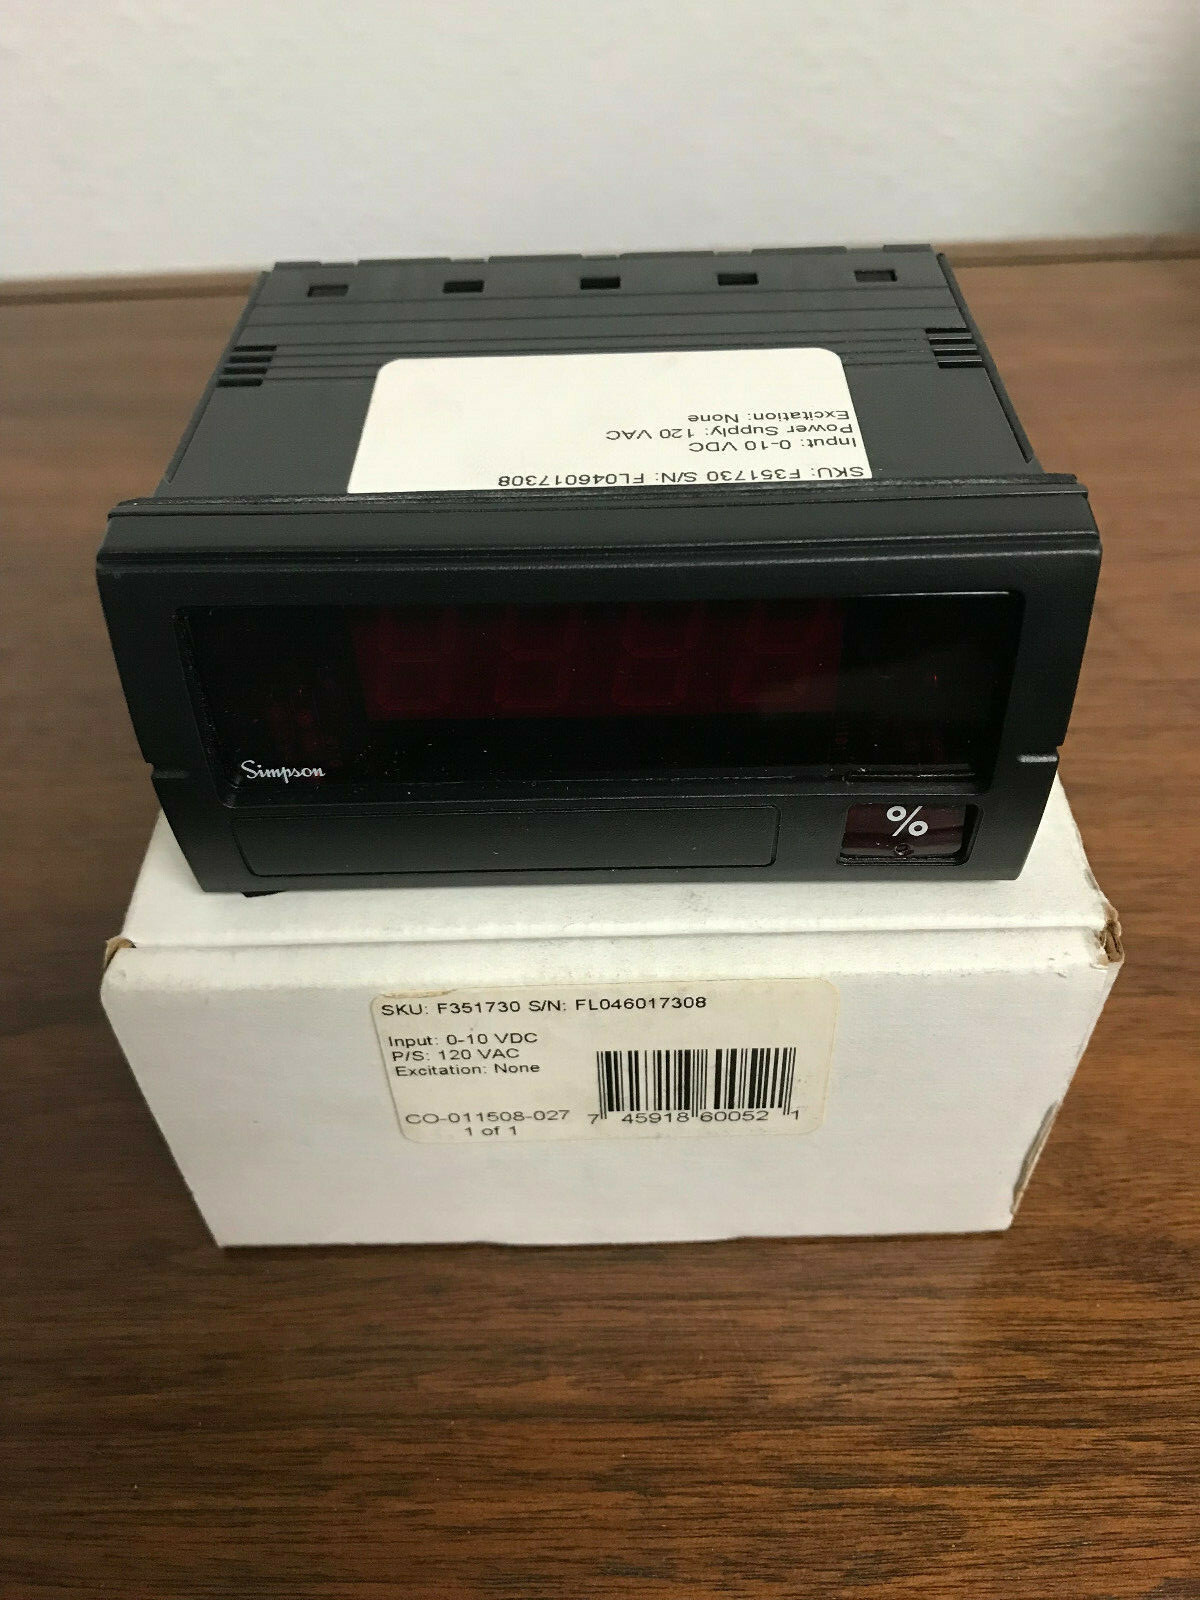 Excitation: None
Power Supply: 120 VAC
Input: 0-10 VDC
SKU: F351730 S/N: FL046017308
Simpson
%
SKU: F351730 S/N: FL046017308
Input: 0-10 VDC
P/S: 120 VAC
Excitation: None
CO-011508-027
1 of 1
7 45918 60052 1